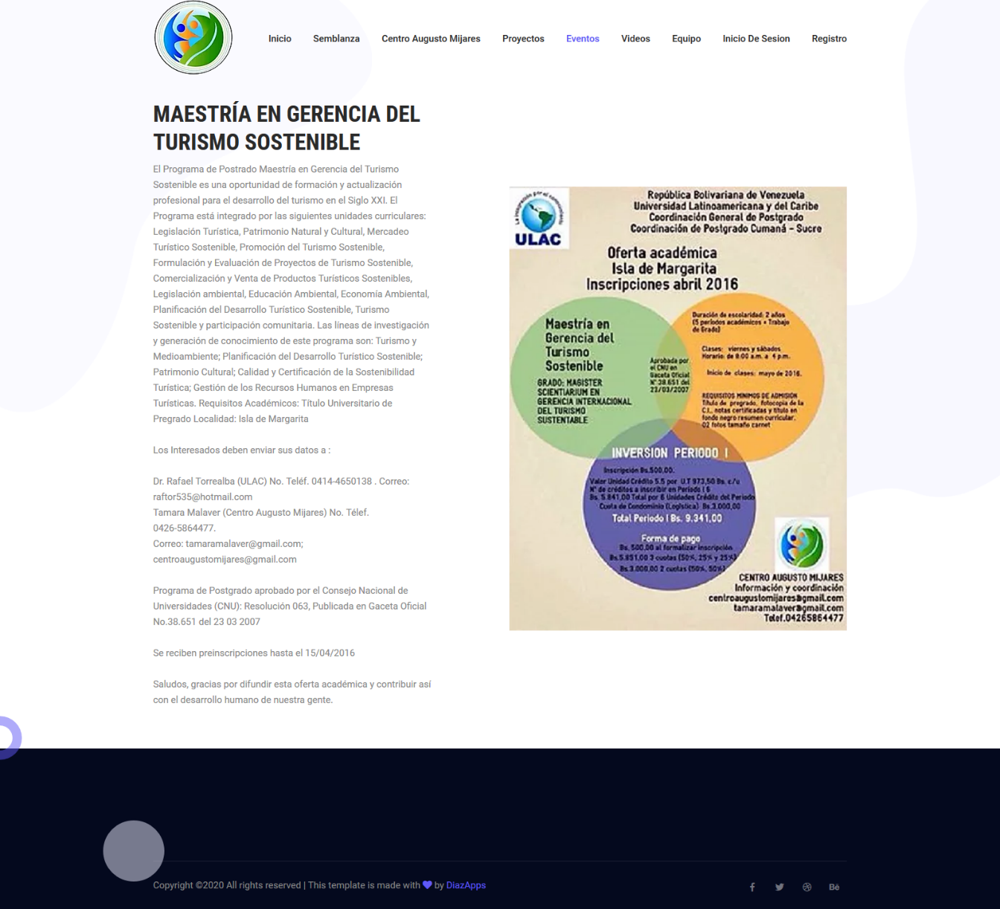 Inicio
Semblanza
Centro Augusto Mijares
Proyectos
Eventos
Videos
Equipo
Inicio De Sesion
Registro
MAESTRÍA EN GERENCIA DEL
TURISMO SOSTENIBLE
El Programa de Postrado Maestría en Gerencia del Turismo
Sostenible es una oportunidad de formación y actualización
profesional para el desarrollo del turismo en el Siglo XXI. El
Programa está integrado por las siguientes unidades curriculares:
Legislación Turística, Patrimonio Natural y Cultural, Mercadeo
Turístico Sostenible, Promoción del Turismo Sostenible,
Formulación y Evaluación de Proyectos de Turismo Sostenible,
Comercialización y Venta de Productos Turísticos Sostenibles,
Legislación ambiental, Educación Ambiental, Economía Ambiental,
Planificación del Desarrollo Turístico Sostenible, Turismo
Sostenible y participación comunitaria. Las líneas de investigación
y generación de conocimiento de este programa son: Turismo y
Medioambiente; Planificación del Desarrollo Turístico Sostenible;
Patrimonio Cultural; Calidad y Certificación de la Sostenibilidad
Turística; Gestión de los Recursos Humanos en Empresas
Turísticas. Requisitos Académicos: Título Universitario de
Pregrado Localidad: Isla de Margarita
Los Interesados deben enviar sus datos a :
Dr. Rafael Torrealba (ULAC) No. Teléf. 0414-4650138 . Correo:
raftor535@hotmail.com
Tamara Malaver (Centro Augusto Mijares) No. Télef.
0426-5864477.
Correo: tamaramalaver@gmail.com;
centroaugustomijares@gmail.com
Programa de Postgrado aprobado por el Consejo Nacional de
Universidades (CNU): Resolución 063, Publicada en Gaceta Oficial
No.38.651 del 23 03 2007
Se reciben preinscripciones hasta el 15/04/2016
Saludos, gracias por difundir esta oferta académica y contribuir así
con el desarrollo humano de nuestra gente.
La integración por el conocimiento
ULAC
República Bolivariana de Venezuela
Universidad Latinoamericana y del Caribe
Coordinación General de Postgrado
Coordinación de Postgrado Cumaná - Sucre
Oferta académica
Isla de Margarita
Inscripciones abril 2016
Maestría en
Gerencia del
Turismo
Sostenible
GRADO: MAGISTER
SCIENTIARIUM EN
GERENCIA INTERNACIONAL
DEL TURISMO
SUSTENTABLE
Aprobada por
el CNU en
Gaceta Oficial
N° 38.651 del
23/03/2007
Duración de escolaridad: 2 años
(5 períodos académicos + Trabajo
de Grado)
Clases: viernes y sábados
Horario: de 8:00 a.m. a 4 p.m.
Inicio de clases: mayo de 2016.
REQUISITOS MINIMOS DE ADMISION
Título de pregrado, fotocopia de la
C.I., notas certificadas y título en
fondo negro resumen curricular.
02 fotos tamaño carnet
INVERSION PERIODO I
Inscripción Bs.500,00.
Valor Unidad Crédito 5.5 por U.T 973,50 Bs. c/u
N° de créditos a inscribir en Período I 6
Bs. 5.841,00 Total por 6 Unidades Crédito del Período
Cuota de Condominio (Logística) Bs.3.000,00
Total Periodo I Bs. 9.341,00
Forma de pago
Bs. 500,00 al formalizar inscripción
Bs.5.851,00 3 cuotas (50%, 25% y 25%)
Bs.3.000,00 2 cuotas (50%, 50%)
CENTRO AUGUSTO MIJARES
Información y coordinación
centroaugustomijares@gmail.com
tamaramalaver@gmail.com
Telef.04265864477
Copyright ©2020 All rights reserved | This template is made with by DiazApps